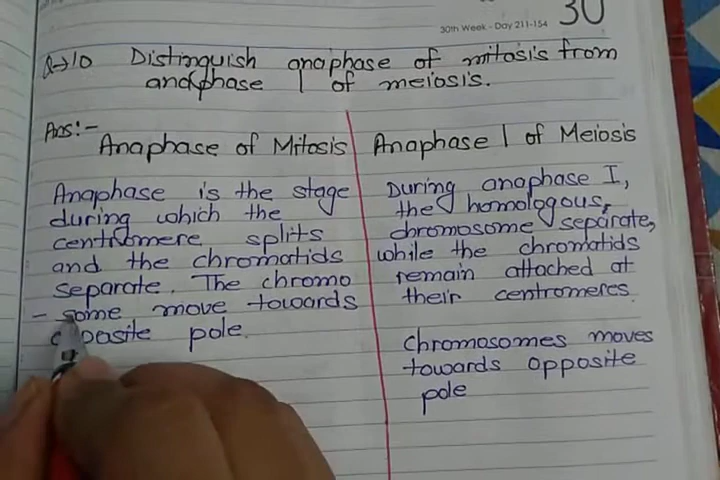 30th Week - Day 211-154
30
Q→10 Distinguish anaphase of mitosis from
anaphase I of meiosis.
Ans:-
Anaphase of Mitosis
Anaphase is the stage
during which the
centromere splits
and the chromatids
separate. The chromo
- some move towards
opposite pole.
Anaphase I of Meiosis
During anaphase I,
the homologous,
chromosome separate,
while the chromatids
remain attached at
their centromeres.
Chromosomes moves
towards opposite
pole